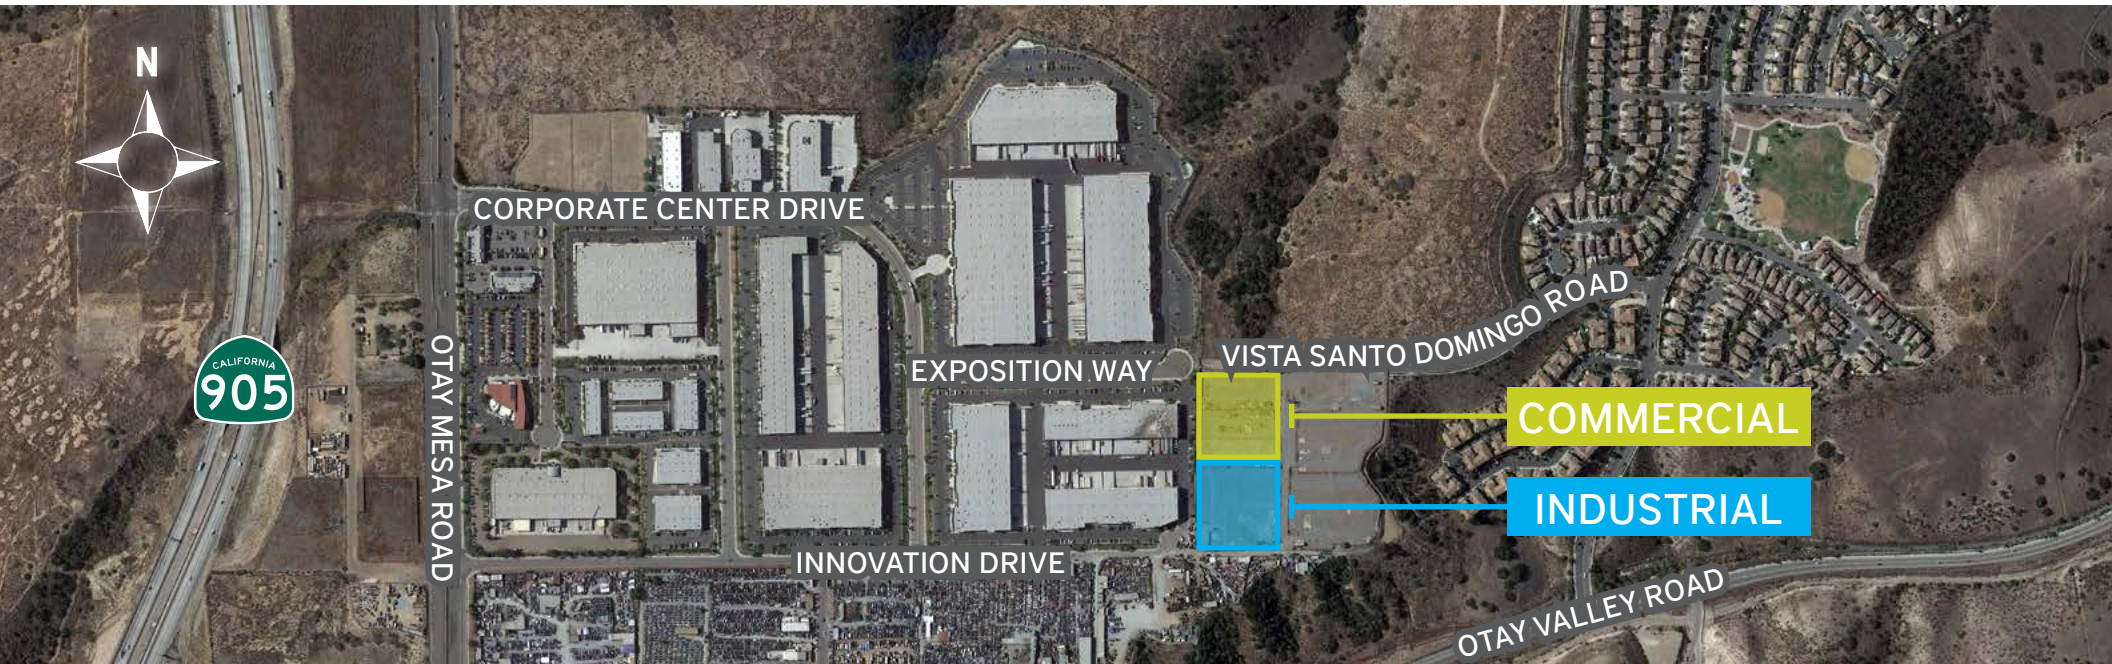 N
CORPORATE CENTER DRIVE
VISTA SANTO DOMINGO ROAD
CALIFORNIA
905
OTAY MESA ROAD
EXPOSITION WAY
COMMERCIAL
INDUSTRIAL
INNOVATION DRIVE
OTAY VALLEY ROAD